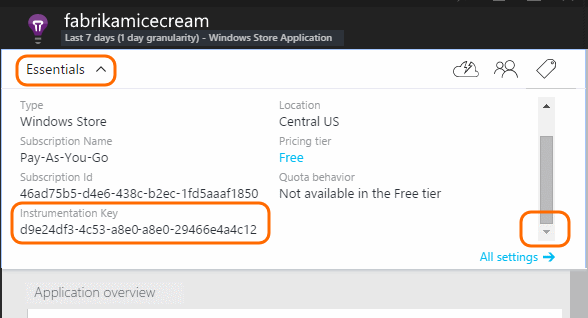 fabrikamicecream
Last 7 days (1 day granularity) - Windows Store Application
Essentials
Type
Windows Store
Location
Central US
Subscription Name
Pay-As-You-Go
Pricing tier
Free
Subscription Id
46ad75b5-d4e6-438c-b2ec-1fd5aaaf1850
Quota behavior
Not available in the Free tier
Instrumentation Key
d9e24df3-4c53-a8e0-a8e0-29466e4a4c12
All settings
Application overview